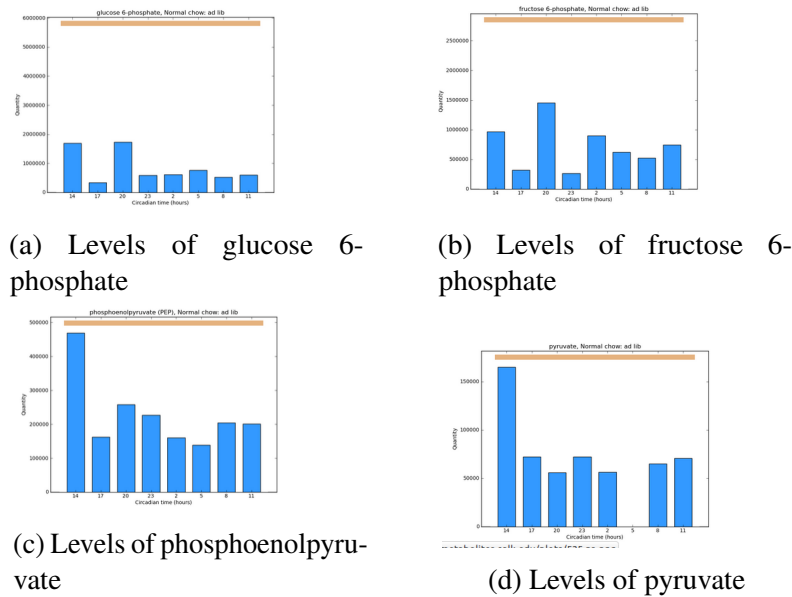 glucose 6-phosphate, Normal chow: ad lib
6000000
5000000
4000000
3000000
2000000
1000000
0
Quantity
14 17 20 23 2 5 8 11
Circadian time (hours)
(a) Levels of glucose 6-
phosphate
fructose 6-phosphate, Normal chow: ad lib
2500000
2000000
1500000
1000000
500000
0
Quantity
14 17 20 23 2 5 8 11
Circadian time (hours)
(b) Levels of fructose 6-
phosphate
phosphoenolpyruvate (PEP), Normal chow: ad lib
500000
400000
300000
200000
100000
0
Quantity
14 17 20 23 2 5 8 11
Circadian time (hours)
(c) Levels of phosphoenolpyru-
vate
pyruvate, Normal chow: ad lib
150000
100000
50000
0
Quantity
14 17 20 23 2 5 8 11
Circadian time (hours)
(d) Levels of pyruvate